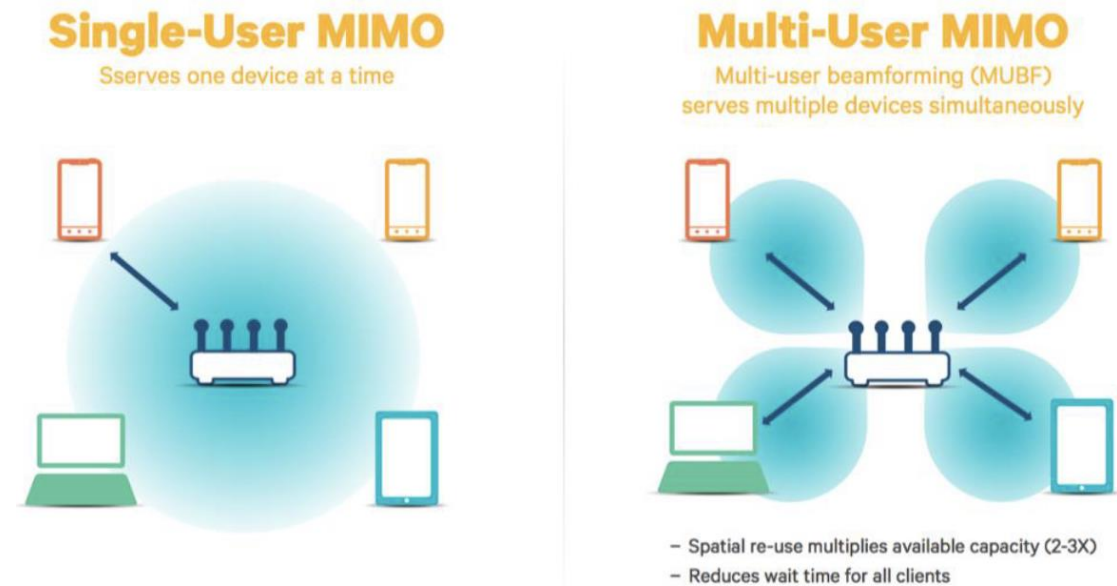 Single-User MIMO
Sserves one device at a time
Multi-User MIMO
Multi-user beamforming (MUBF)
serves multiple devices simultaneously
– Spatial re-use multiplies available capacity (2-3X)
– Reduces wait time for all clients